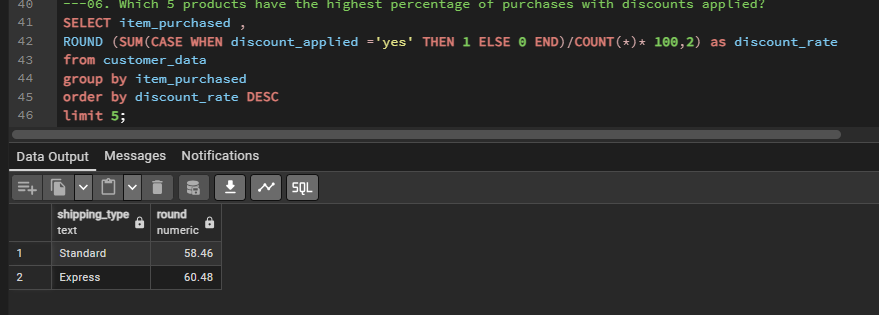 40 ---06. Which 5 products have the highest percentage of purchases with discounts applied?
41 SELECT item_purchased ,
42 ROUND (SUM(CASE WHEN discount_applied ='yes' THEN 1 ELSE 0 END)/COUNT(*)* 100,2) as discount_rate
43 from customer_data
44 group by item_purchased
45 order by discount_rate DESC
46 limit 5;
Data Output Messages Notifications
SQL
shipping_type round
text numeric
1 Standard 58.46
2 Express 60.48